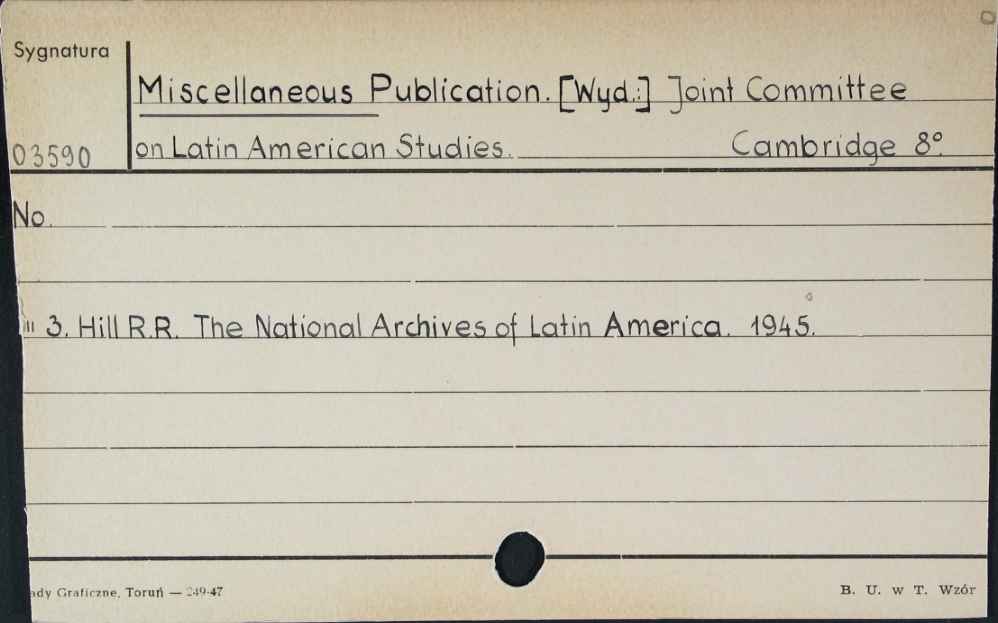 Sygnatura
Miscellaneous Publication. [Wyd.:] Joint Committee
03590 on Latin American Studies. Cambridge 8°.
No.
3. Hill R.R. The National Archives of Latin America. 1945.
ady Graficzne, Toruń — 249-47 B. U. w T. Wzór